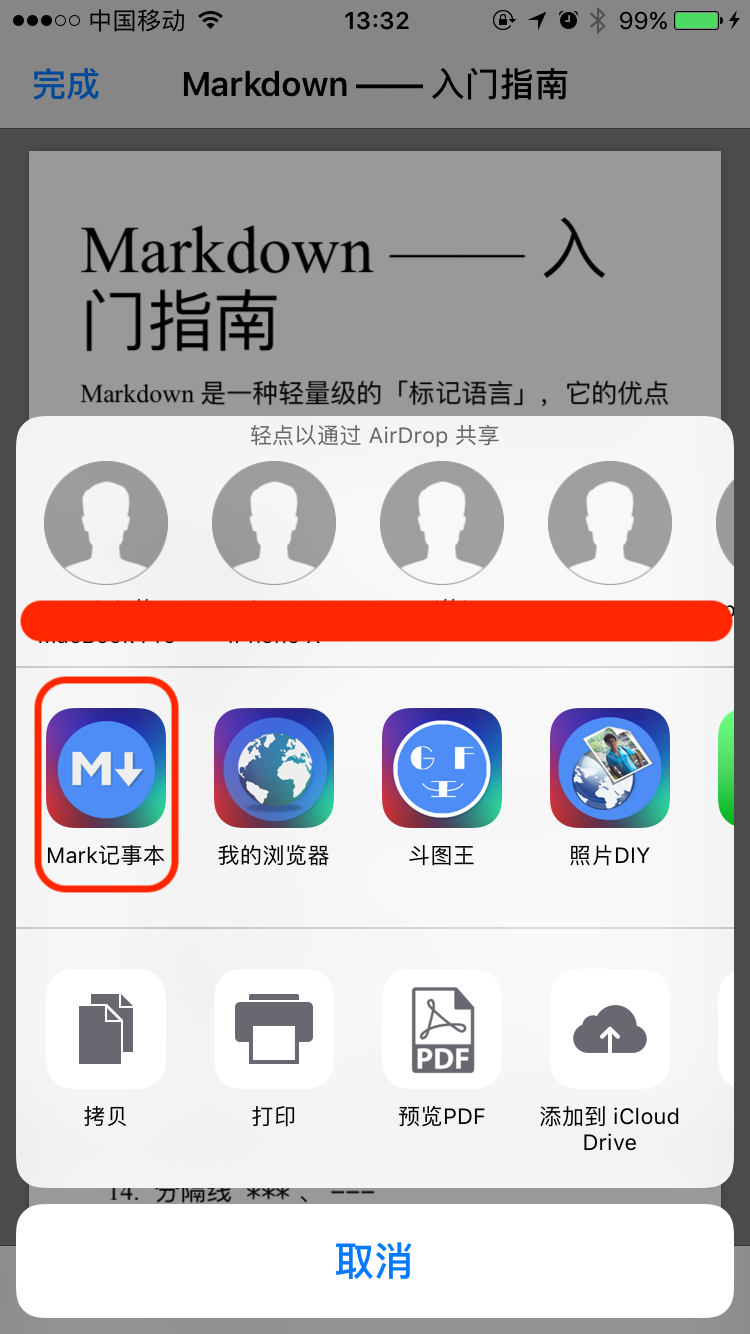 中国移动
13:32
99%
完成
Markdown —— 入门指南
Markdown —— 入
门指南
Markdown 是一种轻量级的「标记语言」，它的优点
轻点以通过 AirDrop 共享
M
Mark记事本
我的浏览器
G F
斗图王
照片DIY
PDF
拷贝
打印
预览PDF
添加到 iCloud
Drive
14. 分隔线 *** 、 ---
取消